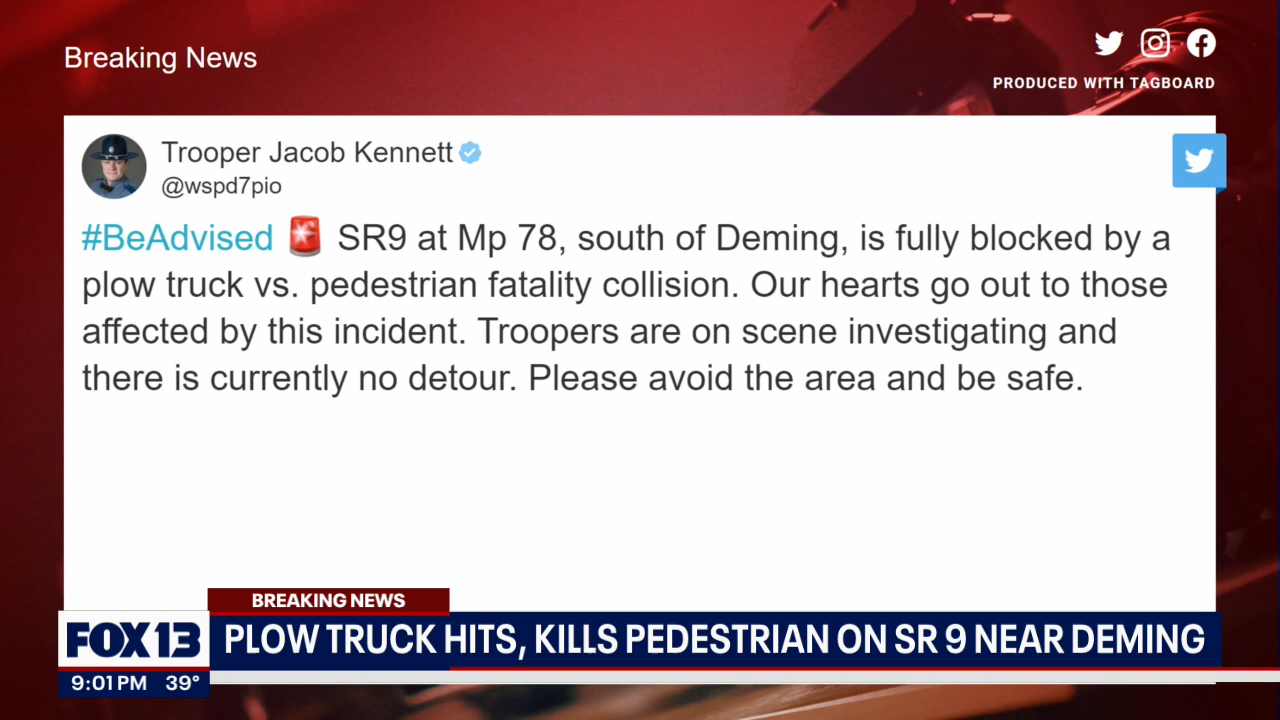 Breaking News
PRODUCED WITH TAGBOARD
Trooper Jacob Kennett
@wspd7pio
#BeAdvised 🚨 SR9 at Mp 78, south of Deming, is fully blocked by a
plow truck vs. pedestrian fatality collision. Our hearts go out to those
affected by this incident. Troopers are on scene investigating and
there is currently no detour. Please avoid the area and be safe.
BREAKING NEWS
FOX 13
PLOW TRUCK HITS, KILLS PEDESTRIAN ON SR 9 NEAR DEMING
9:01 PM 39°